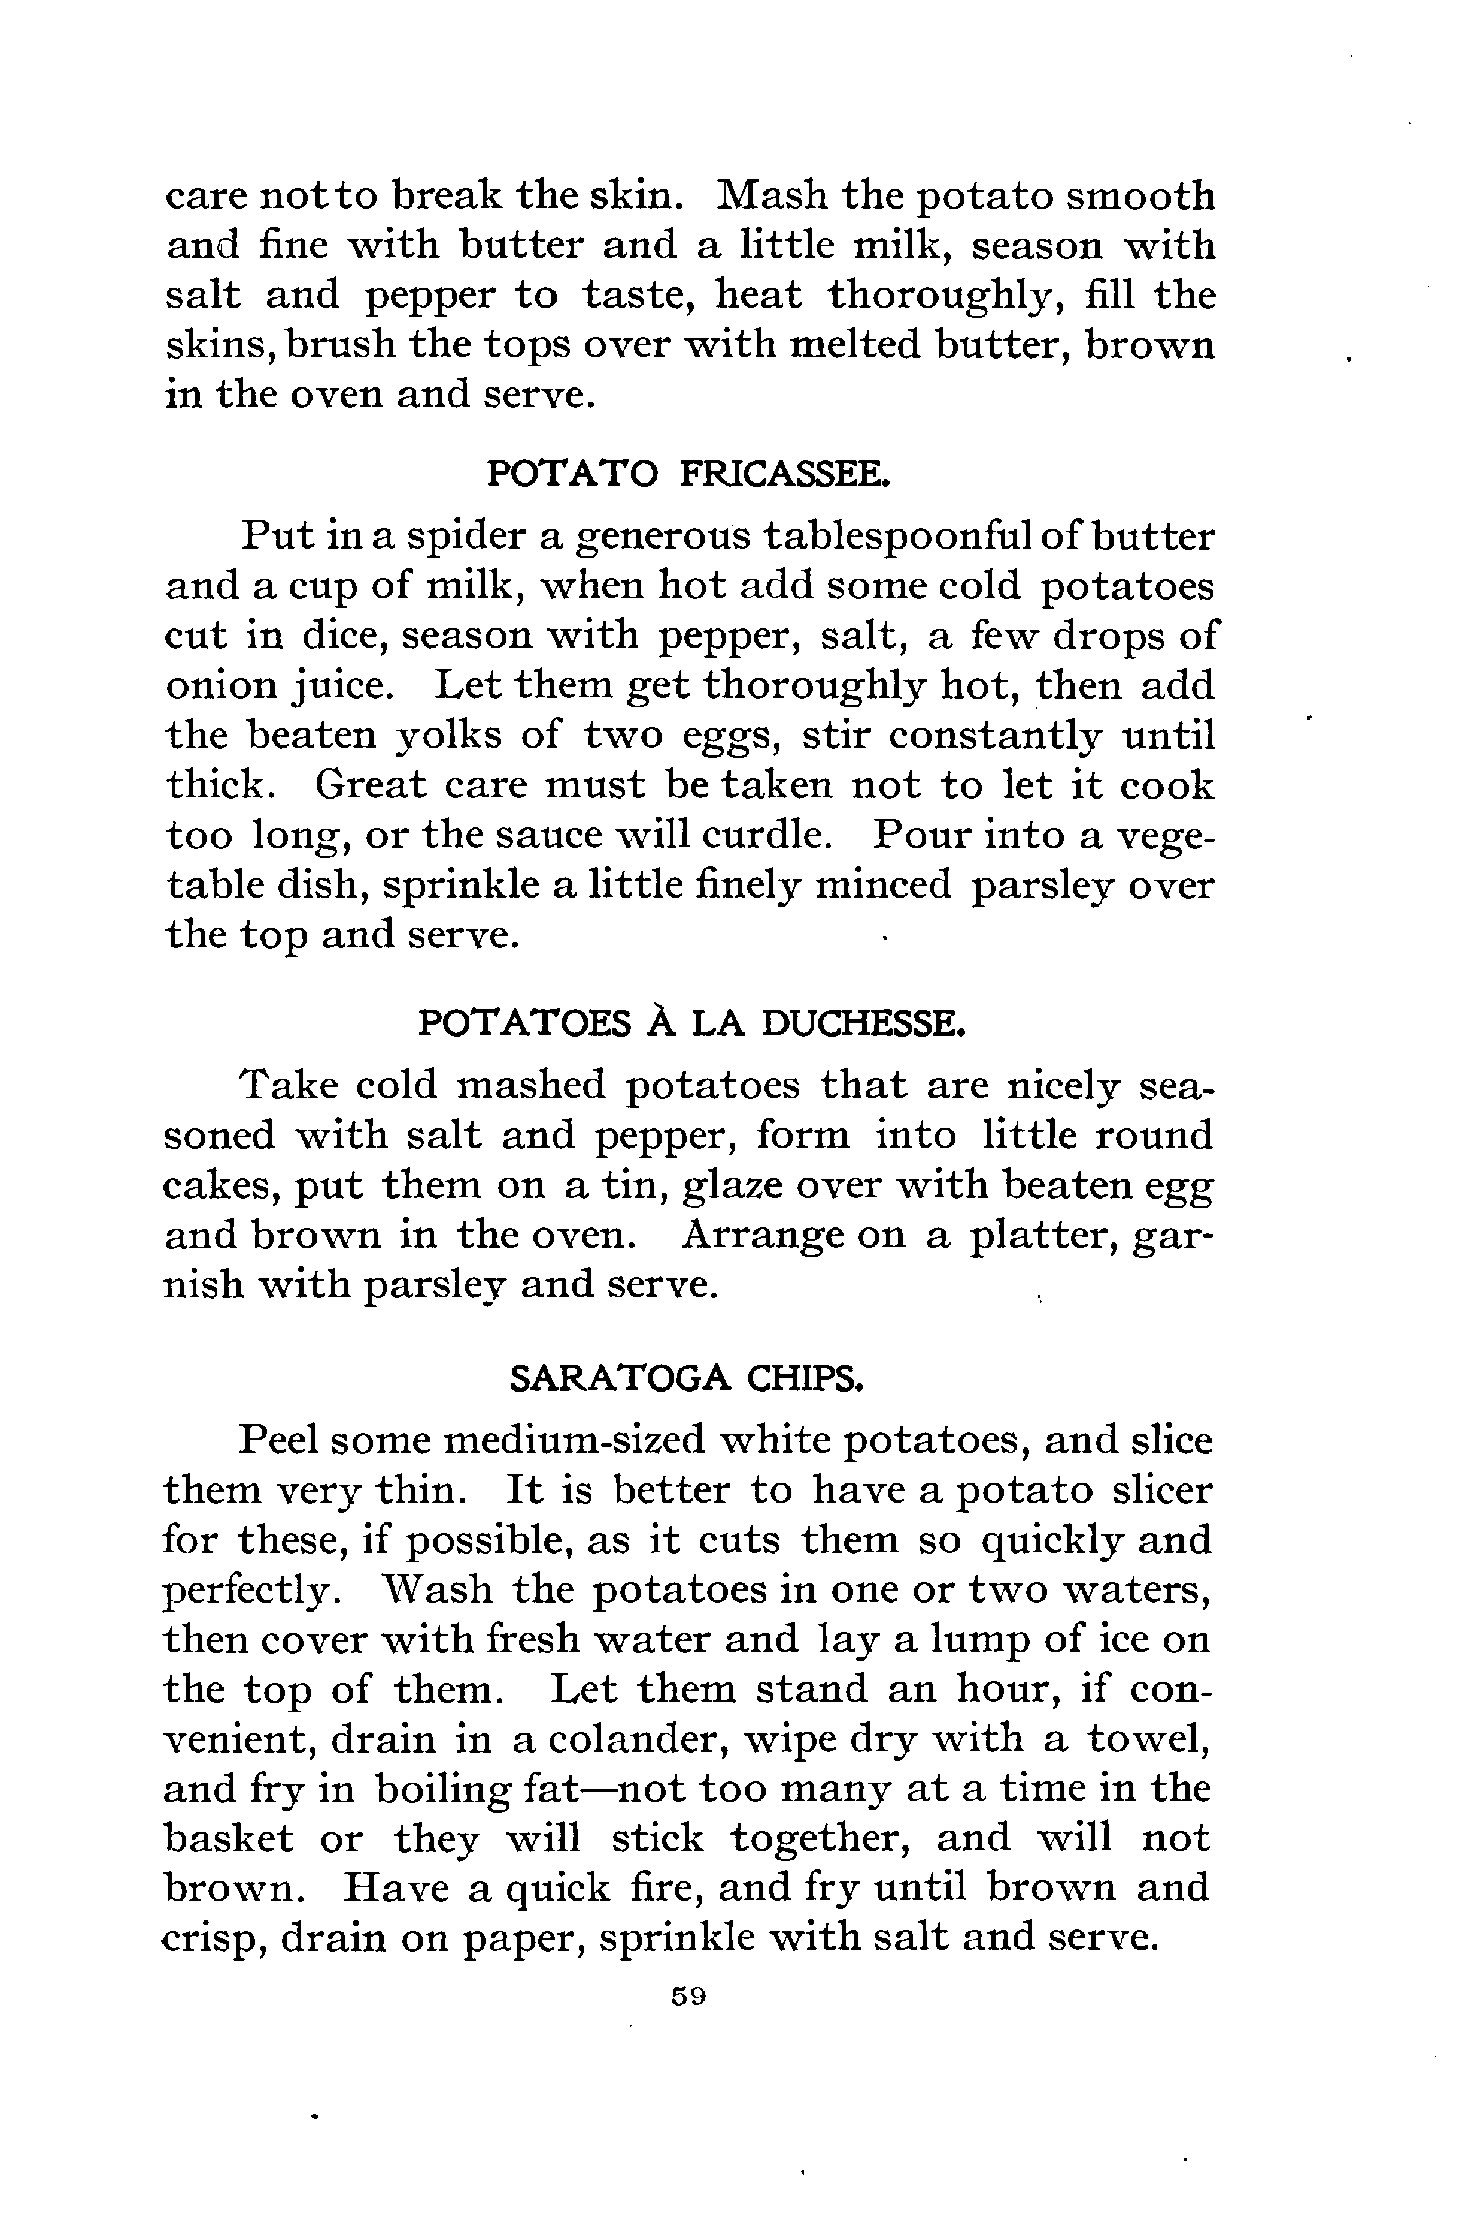 care not to break the skin. Mash the potato smooth
and fine with butter and a little milk, season with
salt and pepper to taste, heat thoroughly, fill the
skins, brush the tops over with melted butter, brown
in the oven and serve.
POTATO FRICASSEE.
Put in a spider a generous tablespoonful of butter
and a cup of milk, when hot add some cold potatoes
cut in dice, season with pepper, salt, a few drops of
onion juice. Let them get thoroughly hot, then add
the beaten yolks of two eggs, stir constantly until
thick. Great care must be taken not to let it cook
too long, or the sauce will curdle. Pour into a vege-
table dish, sprinkle a little finely minced parsley over
the top and serve.
POTATOES À LA DUCHESSE.
Take cold mashed potatoes that are nicely sea-
soned with salt and pepper, form into little round
cakes, put them on a tin, glaze over with beaten egg
and brown in the oven. Arrange on a platter, gar-
nish with parsley and serve.
SARATOGA CHIPS.
Peel some medium-sized white potatoes, and slice
them very thin. It is better to have a potato slicer
for these, if possible, as it cuts them so quickly and
perfectly. Wash the potatoes in one or two waters,
then cover with fresh water and lay a lump of ice on
the top of them. Let them stand an hour, if con-
venient, drain in a colander, wipe dry with a towel,
and fry in boiling fat—not too many at a time in the
basket or they will stick together, and will not
brown. Have a quick fire, and fry until brown and
crisp, drain on paper, sprinkle with salt and serve.
59